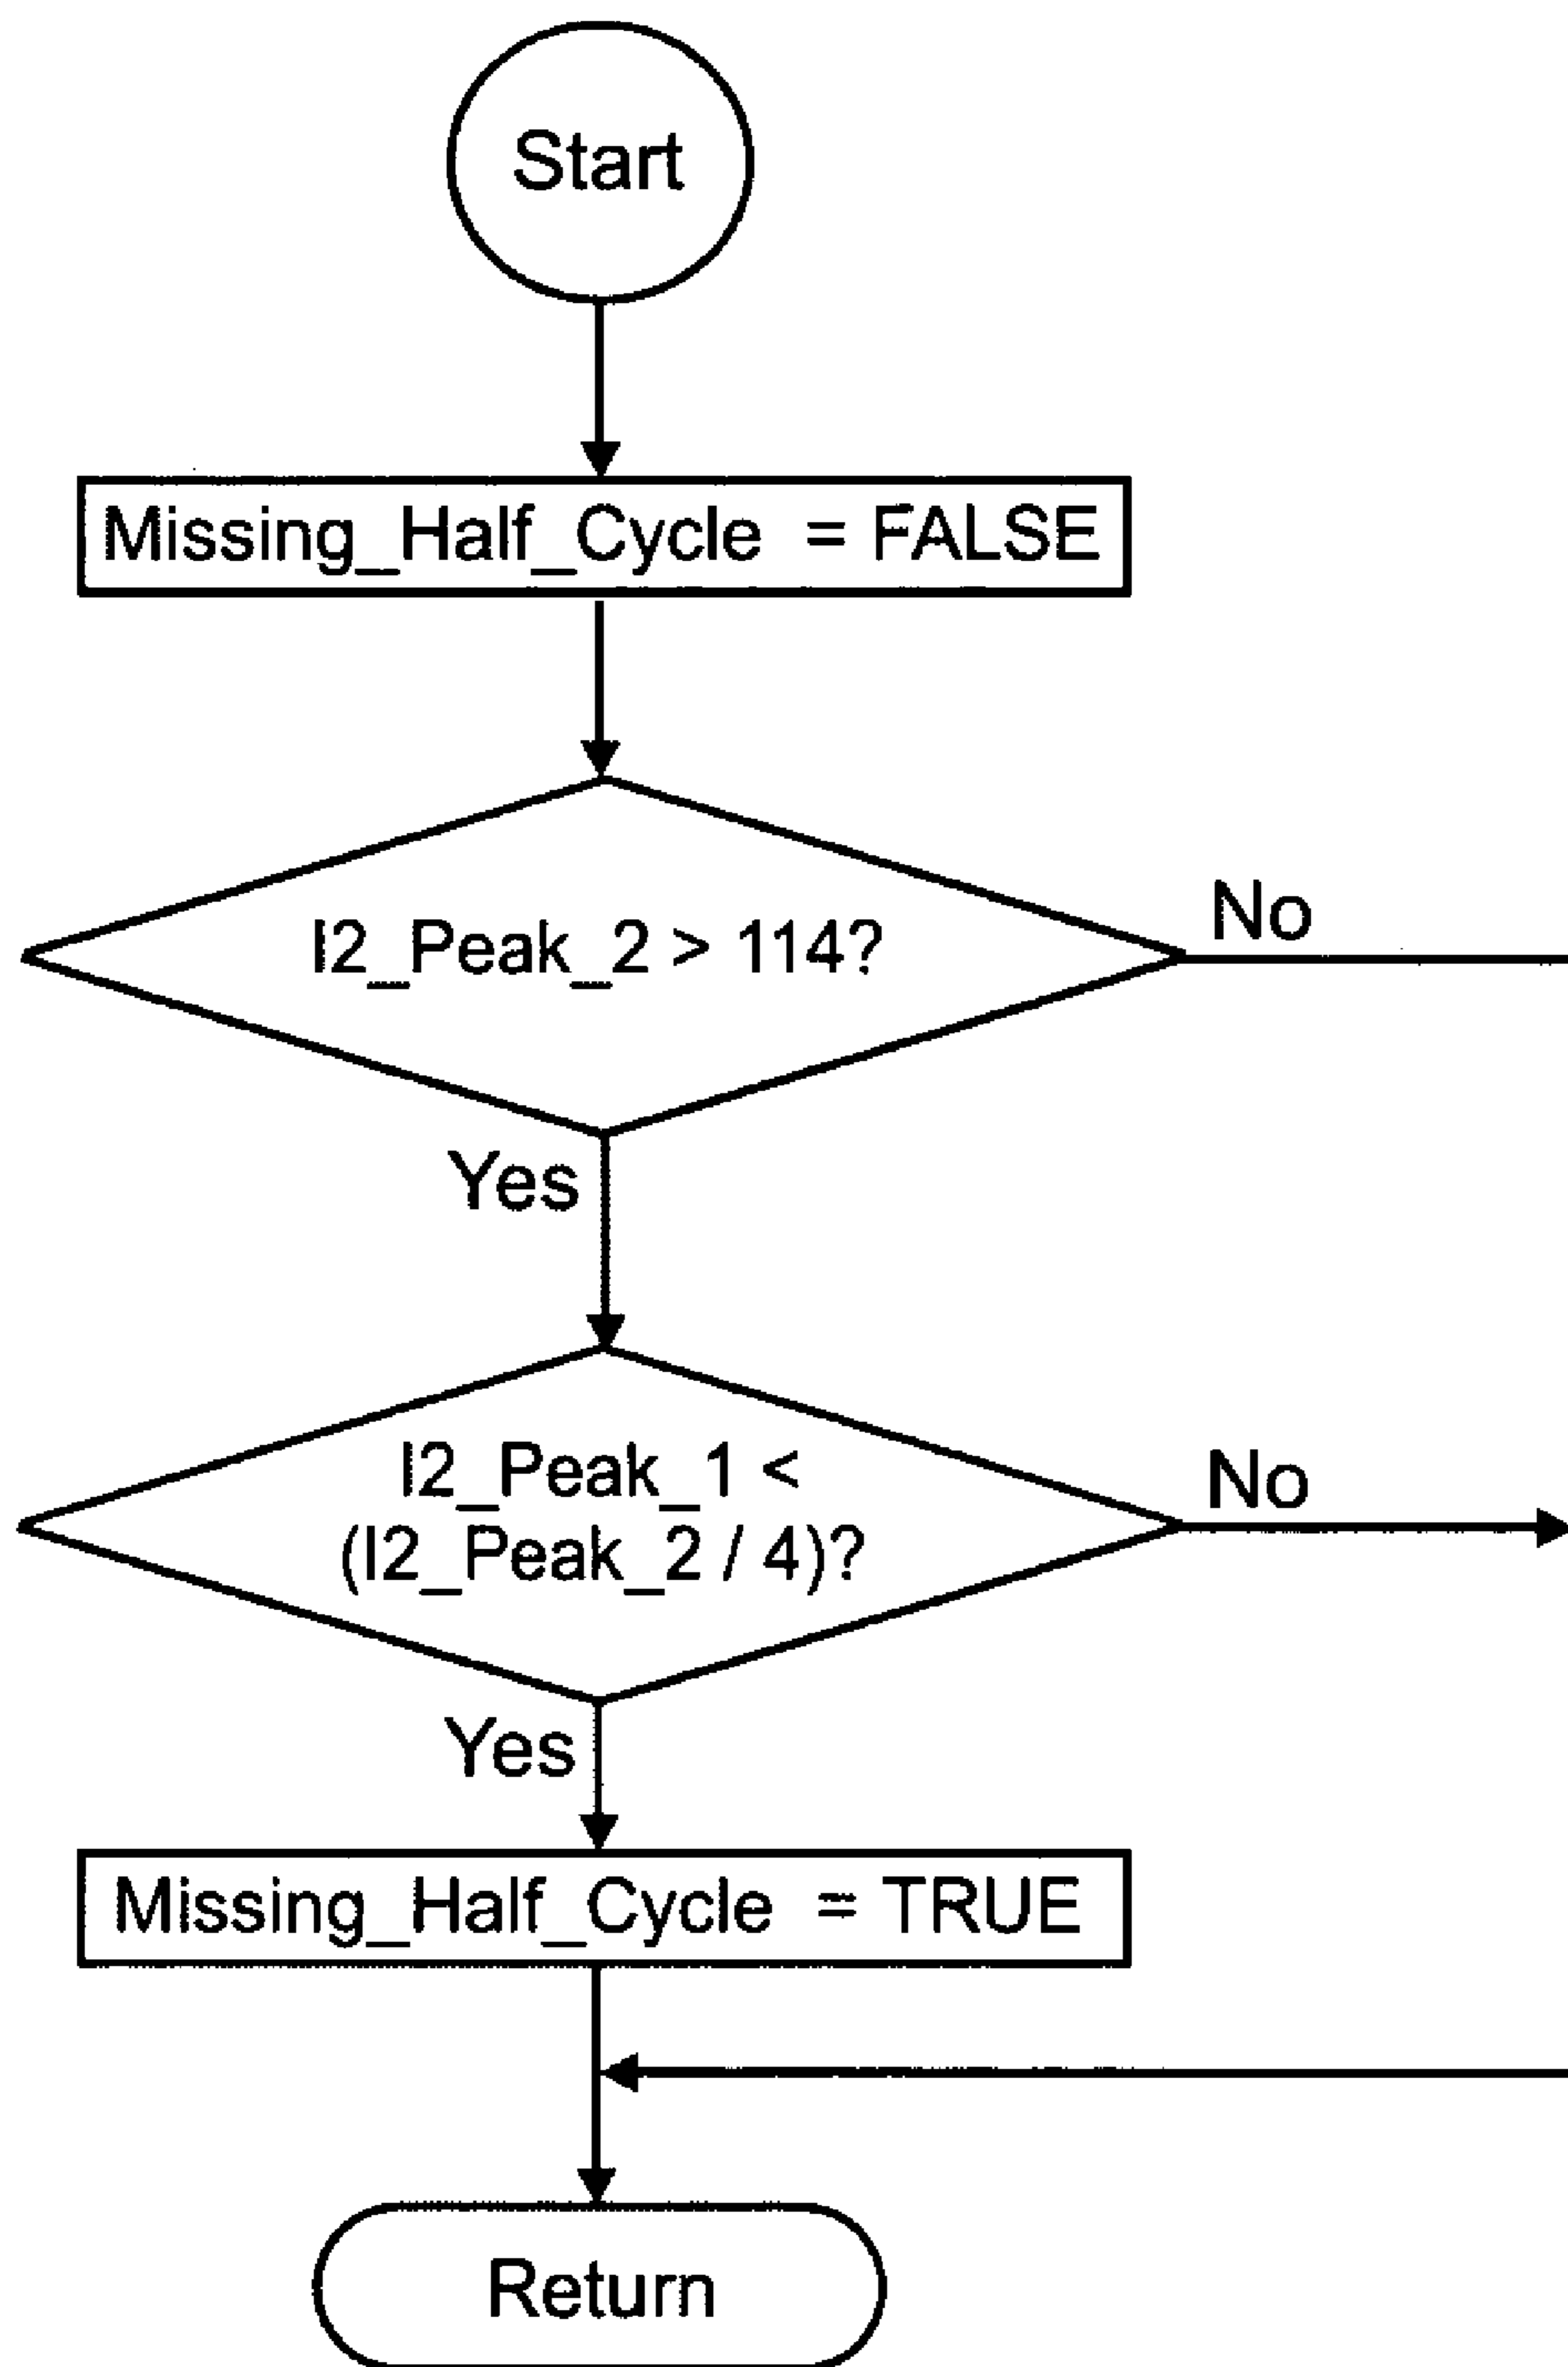 Start
Missing_Half_Cycle = FALSE
I2_Peak_2 > 114?
No
Yes
I2_Peak_1 <
(I2_Peak_2 / 4)?
No
Yes
Missing_Half_Cycle = TRUE
Return